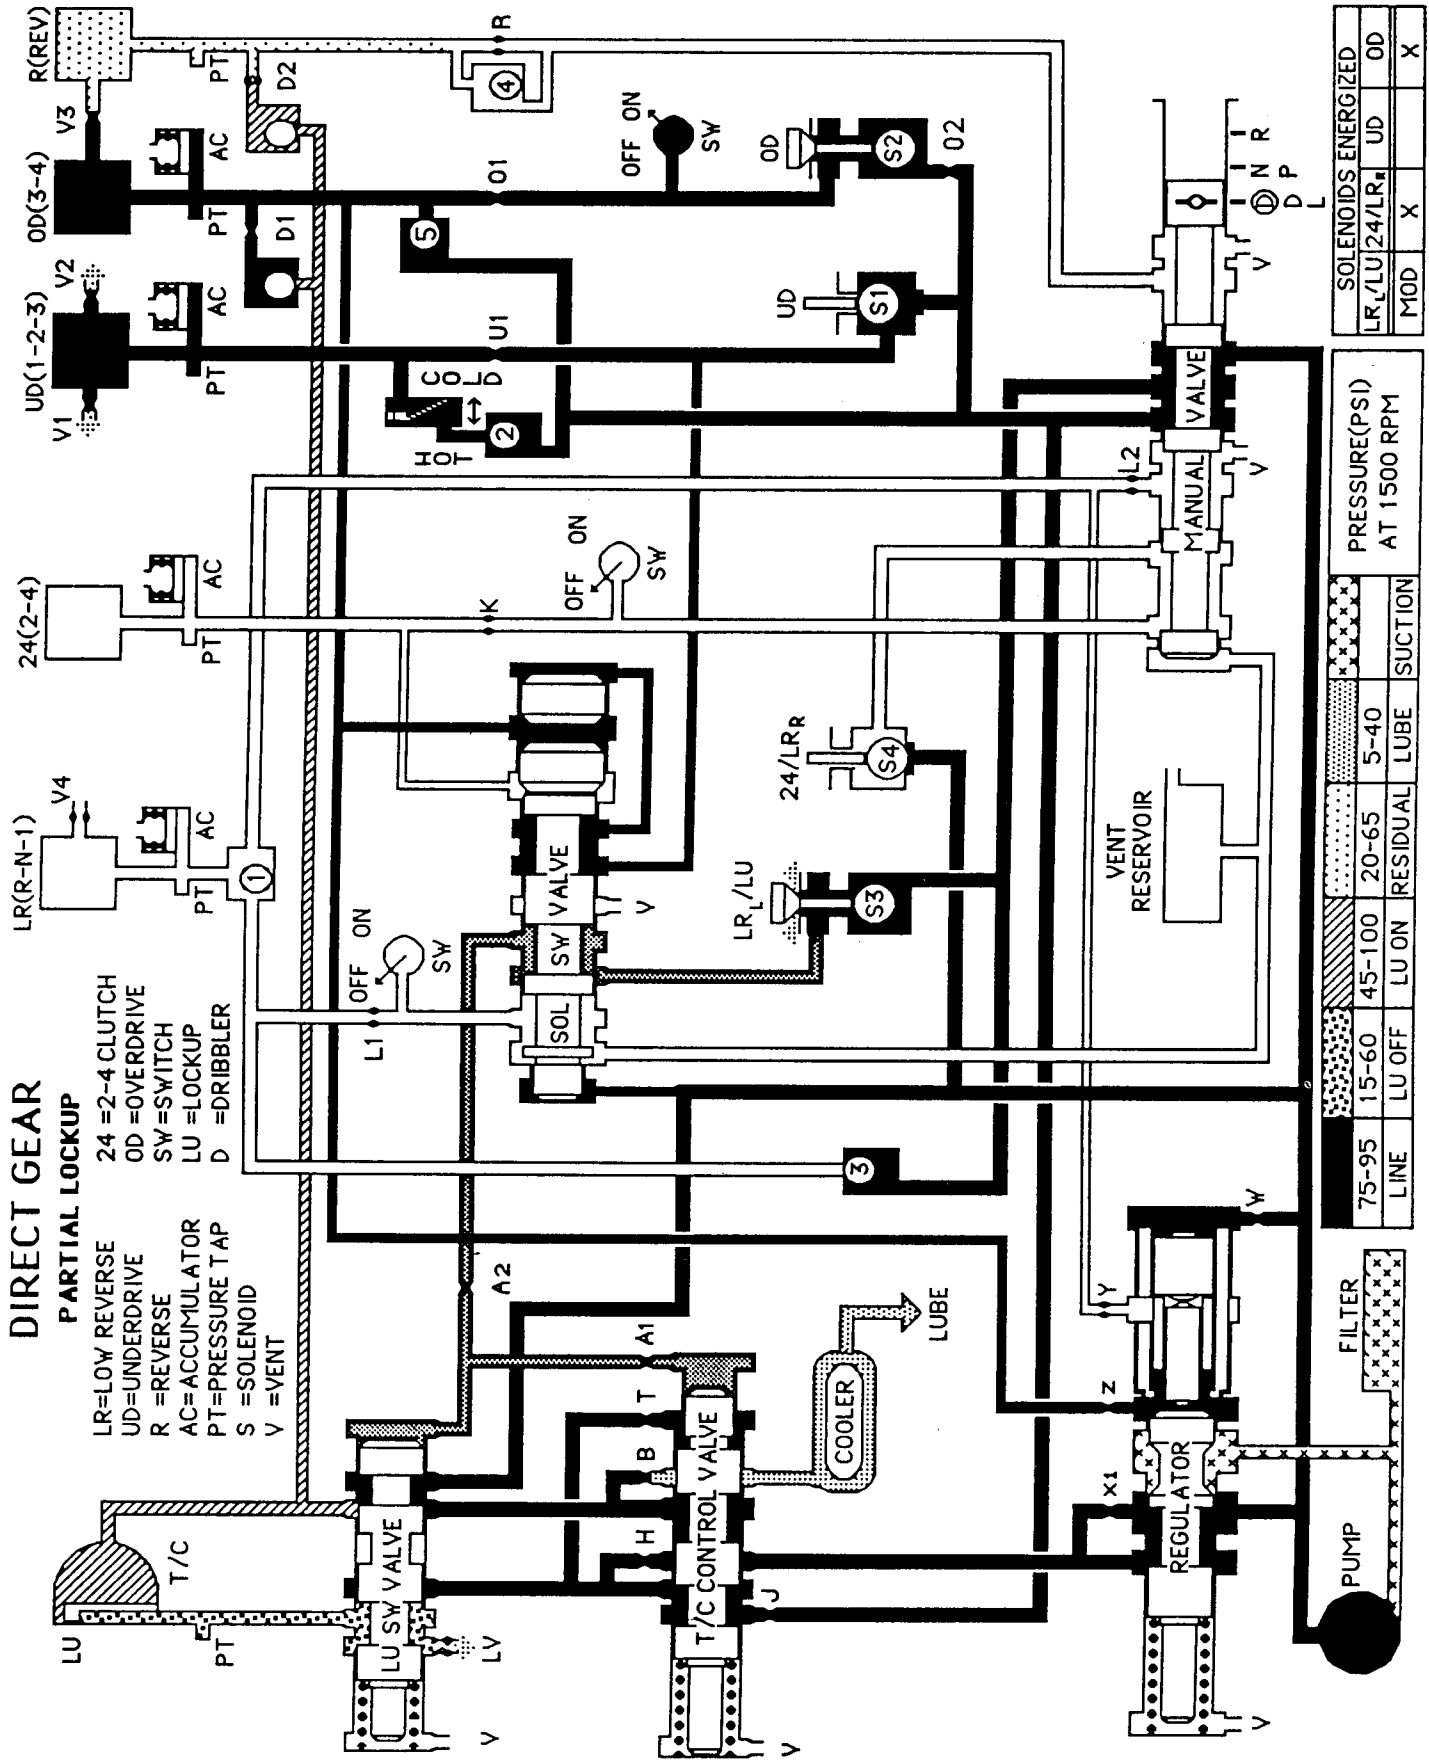 DIRECT GEAR
PARTIAL LOCKUP
LR=LOW REVERSE
UD=UNDERDRIVE
R =REVERSE
AC=ACCUMULATOR
PT=PRESSURE TAP
S =SOLENOID
V =VENT
24 =2-4 CLUTCH
OD =OVERDRIVE
SW =SWITCH
LU =LOCKUP
D =DRIBBLER
LR(R-N-1)
V4
AC
PT
1
24(2-4)
AC
PT
UD(1-2-3)
V1
V2
AC
PT
OD(3-4)
V3
AC
PT
R(REV)
PT
D1
D2
LU
T/C
PT
L1
OFF
ON
SW
K
OFF
ON
SW
HOT
COLD
2
U1
5
O1
4
R
OFF
ON
SW
A2
LU SW VALVE
LV
V
SOL
SW
VALVE
V
LRL/LU
S3
24/LRR
S4
UD
S1
OD
S2
O2
3
A1
T
B
H
J
T/C CONTROL VALVE
V
COOLER
LUBE
VENT
RESERVOIR
L2
MANUAL
VALVE
V
V
R
N P
D D
L
Y
Z
W
X1
REGULATOR
V
PUMP
FILTER
75-95
15-60
45-100
20-65
5-40
PRESSURE(PSI)
AT 1500 RPM
LINE
LU OFF
LU ON
RESIDUAL
LUBE
SUCTION
SOLENOIDS ENERGIZED
LRL/LU
24/LRR
UD
OD
MOD
X
X